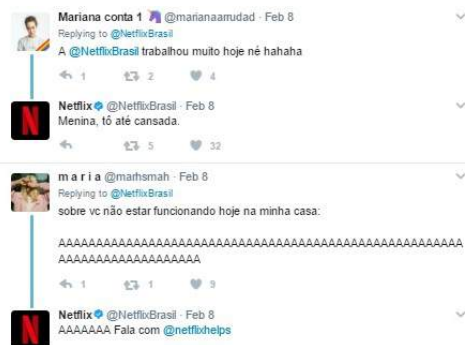 Mariana conta 1 🦄 @marianaarrudad · Feb 8
Replying to @NetflixBrasil
A @NetflixBrasil trabalhou muito hoje né hahaha
1 2 4
Netflix @NetflixBrasil · Feb 8
Menina, tô até cansada.
5 32
m a r i a @marhsmah · Feb 8
Replying to @NetflixBrasil
sobre vc não estar funcionando hoje na minha casa:
AAAAAAAAAAAAAAAAAAAAAAAAAAAAAAAAAAAAAAAAAAAAAAAAAAAAAA
AAAAAAAAAAAAAAAAAAA
1 1 9
Netflix @NetflixBrasil · Feb 8
AAAAAAA Fala com @netflixhelps